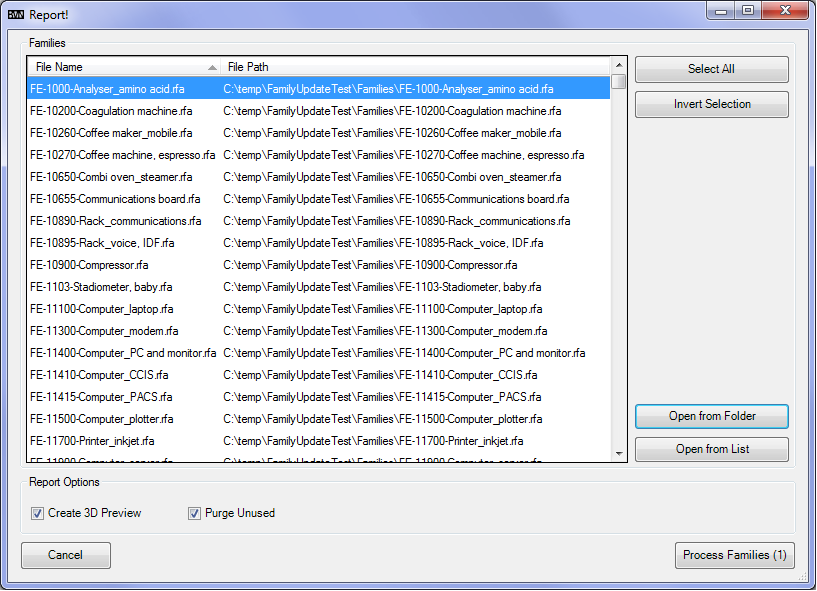 Report!
Families
File Name File Path
FE-1000-Analyser_amino acid.rfa C:\temp\FamilyUpdateTest\Families\FE-1000-Analyser_amino acid.rfa
FE-10200-Coagulation machine.rfa C:\temp\FamilyUpdateTest\Families\FE-10200-Coagulation machine.rfa
FE-10260-Coffee maker_mobile.rfa C:\temp\FamilyUpdateTest\Families\FE-10260-Coffee maker_mobile.rfa
FE-10270-Coffee machine, espresso.rfa C:\temp\FamilyUpdateTest\Families\FE-10270-Coffee machine, espresso.rfa
FE-10650-Combi oven_steamer.rfa C:\temp\FamilyUpdateTest\Families\FE-10650-Combi oven_steamer.rfa
FE-10655-Communications board.rfa C:\temp\FamilyUpdateTest\Families\FE-10655-Communications board.rfa
FE-10890-Rack_communications.rfa C:\temp\FamilyUpdateTest\Families\FE-10890-Rack_communications.rfa
FE-10895-Rack_voice, IDF.rfa C:\temp\FamilyUpdateTest\Families\FE-10895-Rack_voice, IDF.rfa
FE-10900-Compressor.rfa C:\temp\FamilyUpdateTest\Families\FE-10900-Compressor.rfa
FE-1103-Stadiometer, baby.rfa C:\temp\FamilyUpdateTest\Families\FE-1103-Stadiometer, baby.rfa
FE-11100-Computer_laptop.rfa C:\temp\FamilyUpdateTest\Families\FE-11100-Computer_laptop.rfa
FE-11300-Computer_modem.rfa C:\temp\FamilyUpdateTest\Families\FE-11300-Computer_modem.rfa
FE-11400-Computer_PC and monitor.rfa C:\temp\FamilyUpdateTest\Families\FE-11400-Computer_PC and monitor.rfa
FE-11410-Computer_CCIS.rfa C:\temp\FamilyUpdateTest\Families\FE-11410-Computer_CCIS.rfa
FE-11415-Computer_PACS.rfa C:\temp\FamilyUpdateTest\Families\FE-11415-Computer_PACS.rfa
FE-11500-Computer_plotter.rfa C:\temp\FamilyUpdateTest\Families\FE-11500-Computer_plotter.rfa
FE-11700-Printer_inkjet.rfa C:\temp\FamilyUpdateTest\Families\FE-11700-Printer_inkjet.rfa
Select All
Invert Selection
Open from Folder
Open from List
Report Options
Create 3D Preview Purge Unused
Cancel Process Families (1)